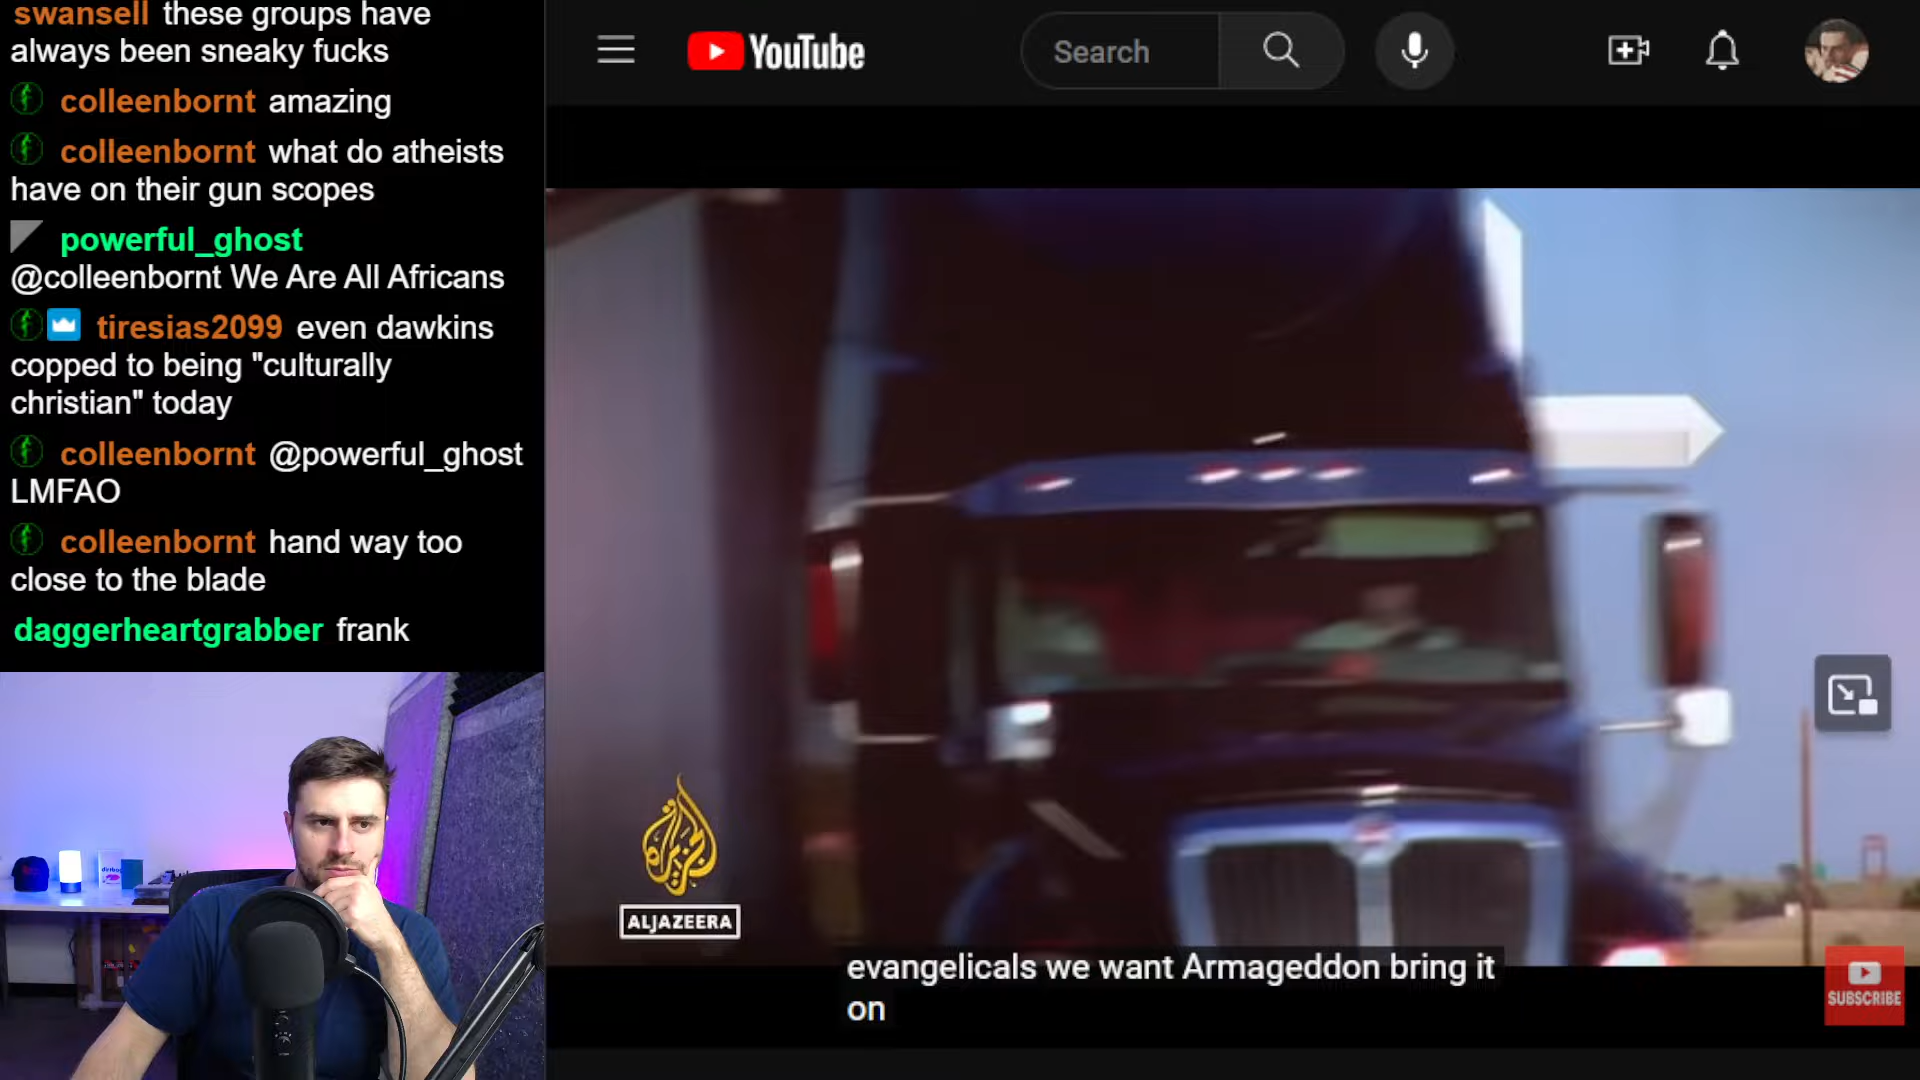 swansell these groups have
always been sneaky fucks
colleenbornt amazing
colleenbornt what do atheists
have on their gun scopes
powerful_ghost
@colleenbornt We Are All Africans
tiresias2099 even dawkins
copped to being "culturally
christian" today
colleenbornt @powerful_ghost
LMFAO
colleenbornt hand way too
close to the blade
daggerheartgrabber frank
YouTube
Search
الجزيرة
ALJAZEERA
evangelicals we want Armageddon bring it
on
SUBSCRIBE